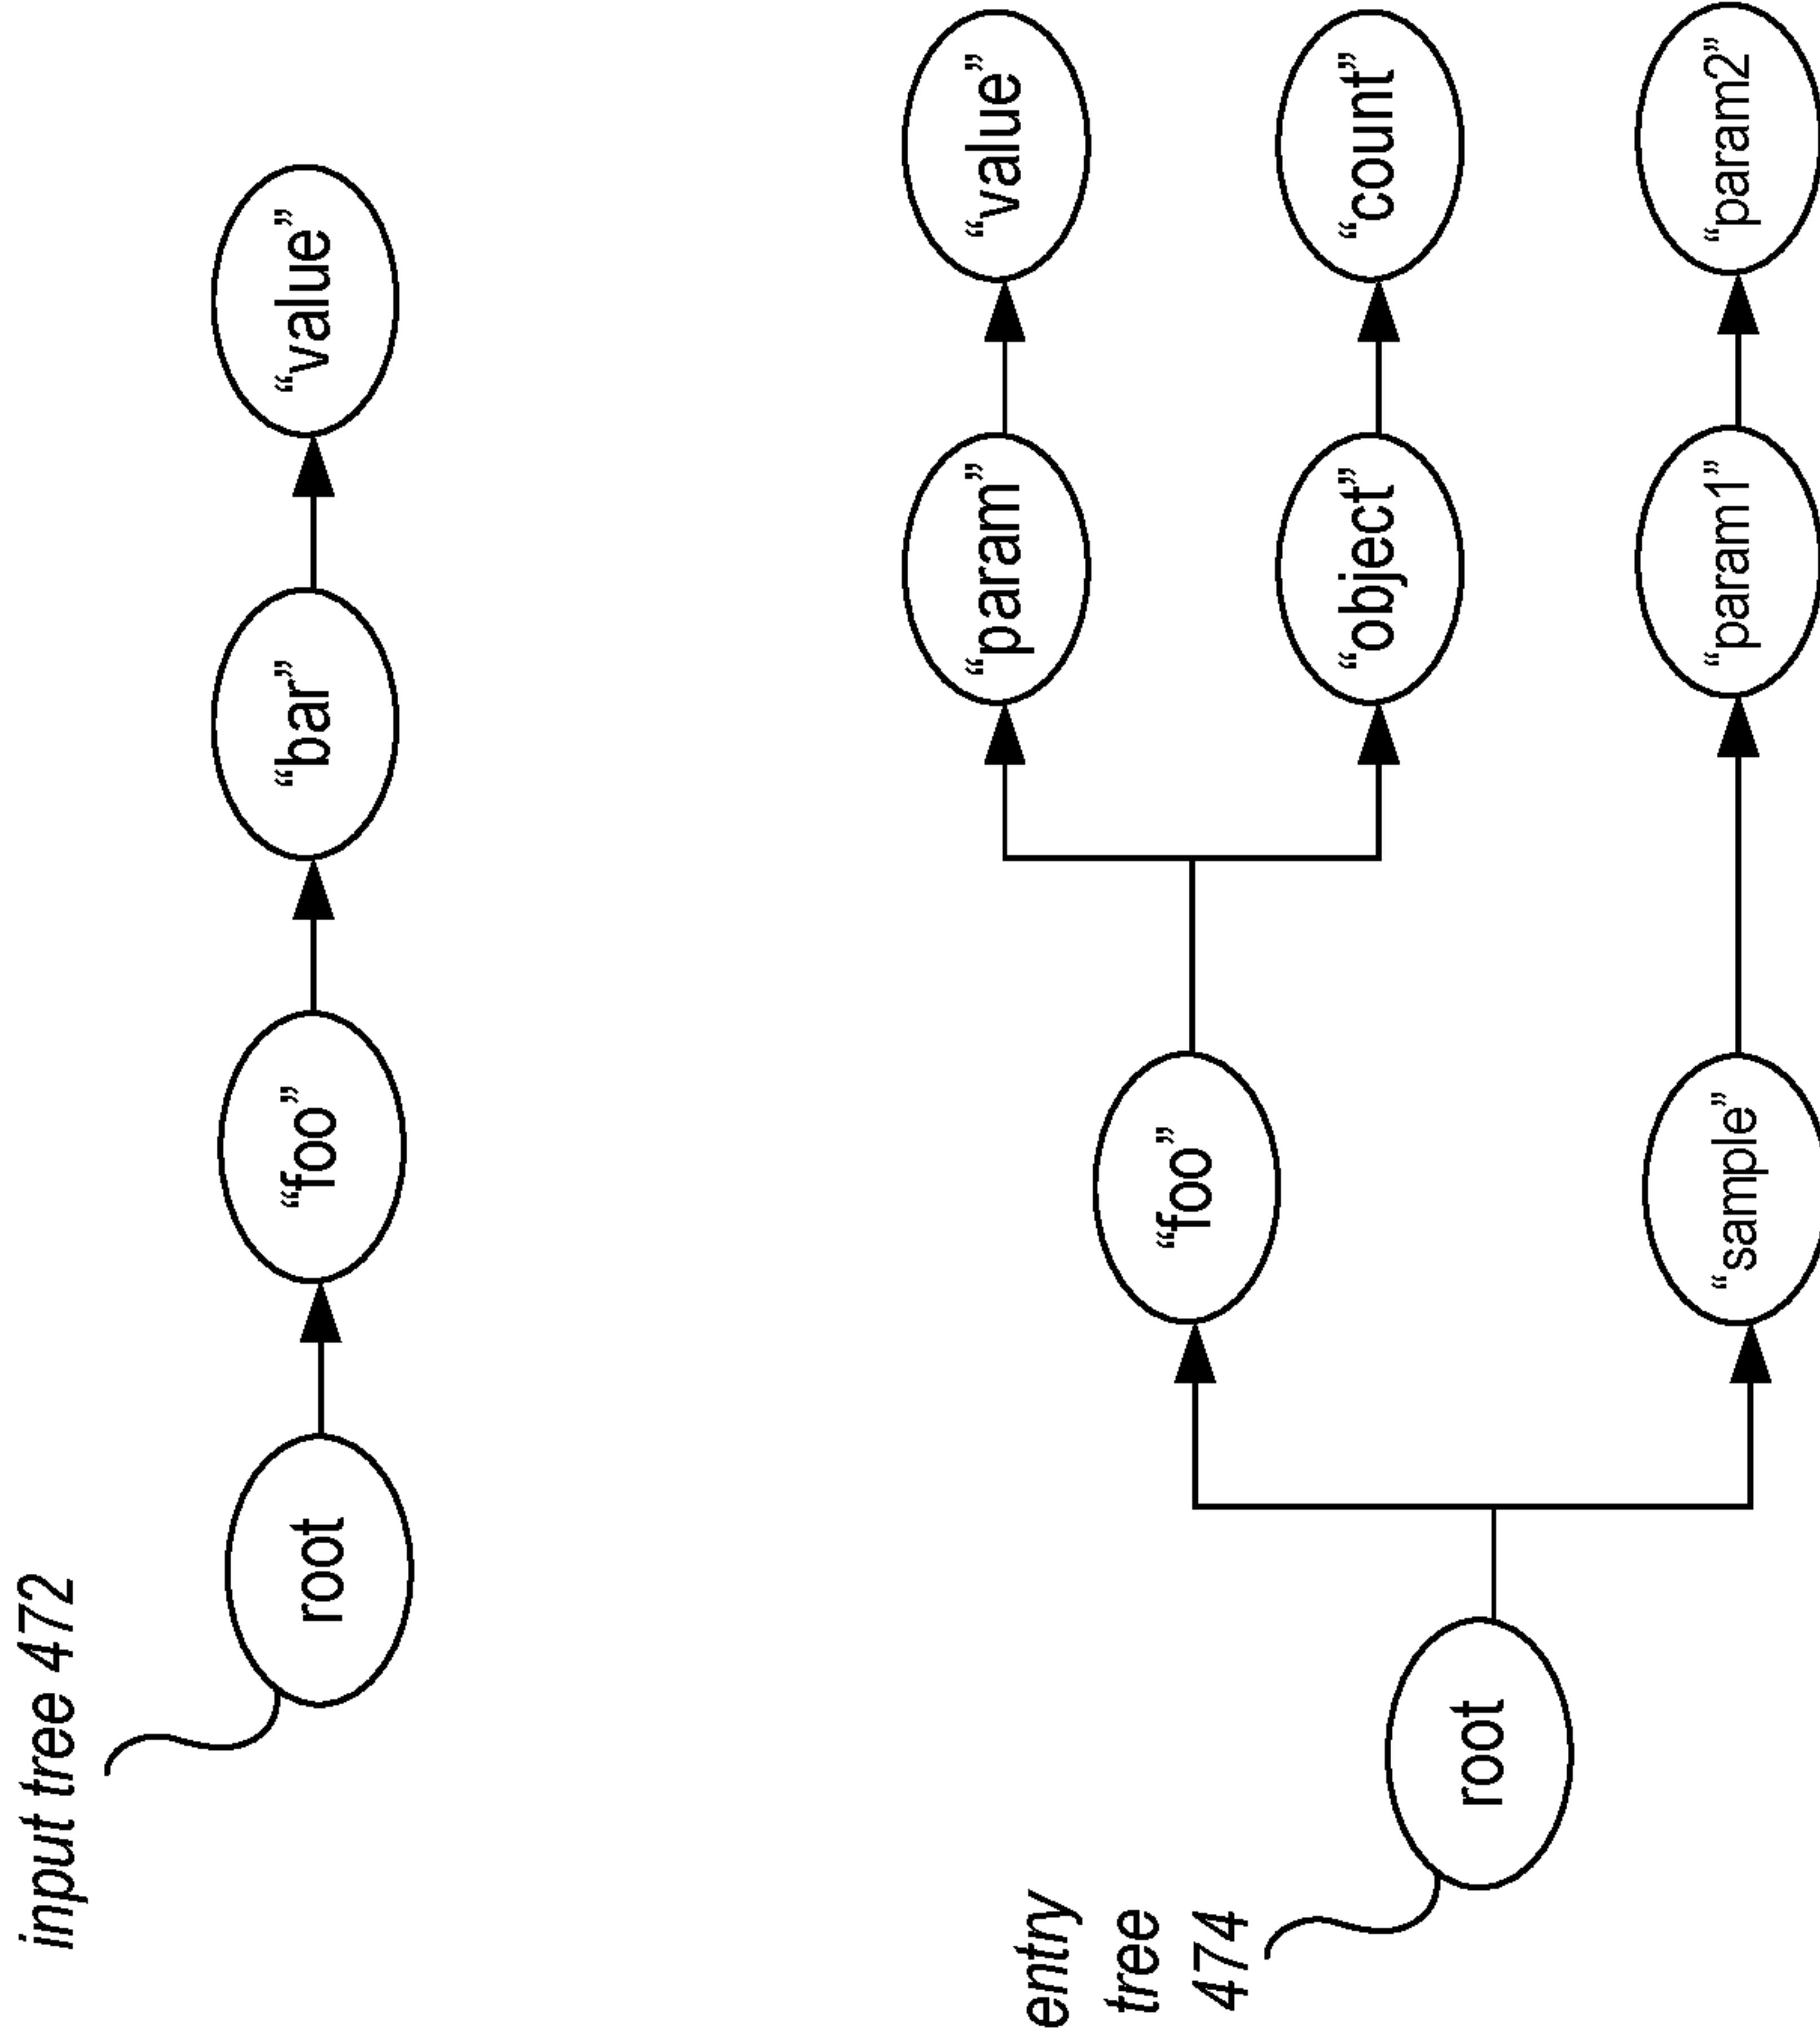 input tree 472
root
“foo”
“bar”
“value”
entry
tree
474
root
“foo”
“param”
“value”
“object”
“count”
“sample”
“param1”
“param2”